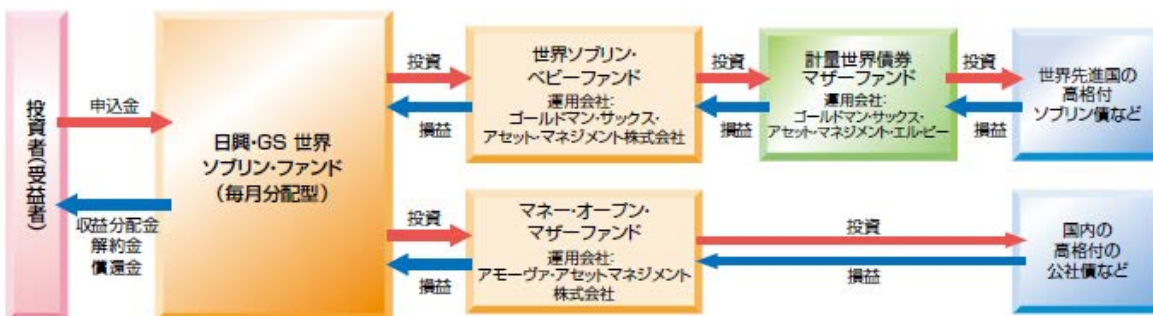 投資者(受益者)
申込金
収益分配金
解約金
償還金
日興・GS 世界
ソブリン・ファンド
(毎月分配型)
投資
損益
世界ソブリン・
ベビーファンド
運用会社:
ゴールドマン・サックス・
アセット・マネジメント株式会社
投資
損益
計量世界債券
マザーファンド
運用会社:
ゴールドマン・サックス・
アセット・マネジメント・エル・ピー
投資
損益
世界先進国の
高格付
ソブリン債など
投資
損益
マネー・オープン・
マザーファンド
運用会社:
アモーヴァ・アセットマネジメント
株式会社
投資
損益
国内の
高格付の
公社債など